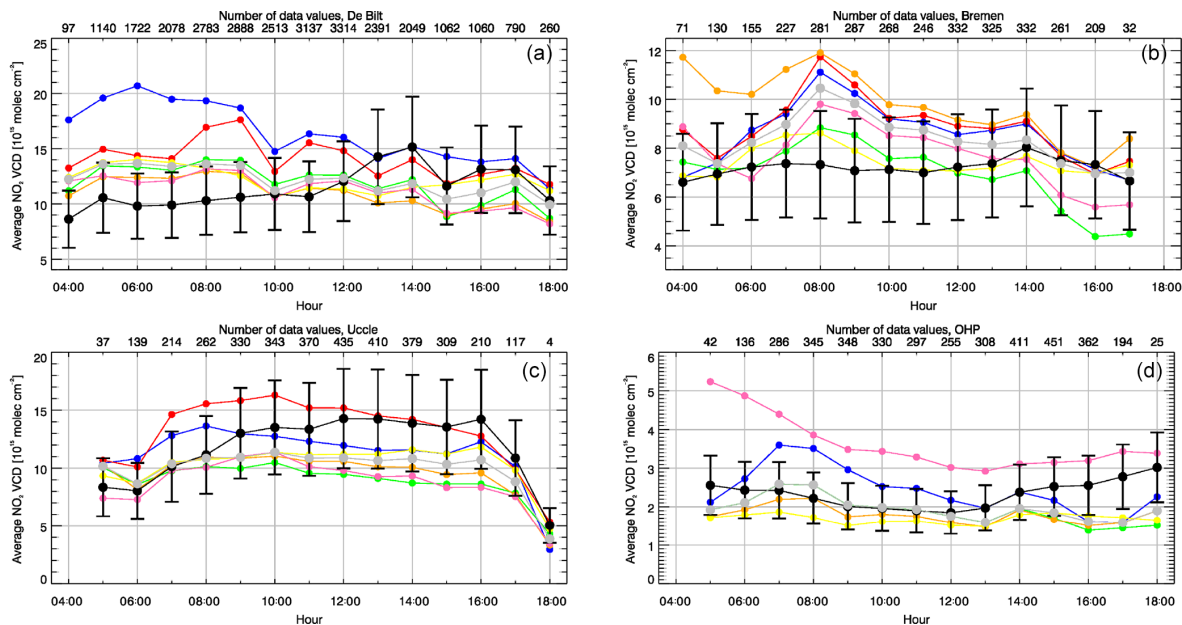 Number of data values, De Bilt
97 1140 1722 2078 2783 2888 2513 3137 3314 2391 2049 1062 1060 790 260
(a)
Average NO₂ VCD [10¹⁵ molec cm⁻²]
25
20
15
10
5
04:00 06:00 08:00 10:00 12:00 14:00 16:00 18:00
Hour
Number of data values, Bremen
71 130 155 227 281 287 268 246 332 325 332 261 209 32
(b)
Average NO₂ VCD [10¹⁵ molec cm⁻²]
12
10
8
6
4
04:00 06:00 08:00 10:00 12:00 14:00 16:00 18:00
Hour
Number of data values, Uccle
37 139 214 262 330 343 370 435 410 379 309 210 117 4
(c)
Average NO₂ VCD [10¹⁵ molec cm⁻²]
20
15
10
5
0
04:00 06:00 08:00 10:00 12:00 14:00 16:00 18:00
Hour
Number of data values, OHP
42 136 286 345 348 330 297 255 308 411 451 362 194 25
(d)
Average NO₂ VCD [10¹⁵ molec cm⁻²]
6
5
4
3
2
1
0
04:00 06:00 08:00 10:00 12:00 14:00 16:00 18:00
Hour